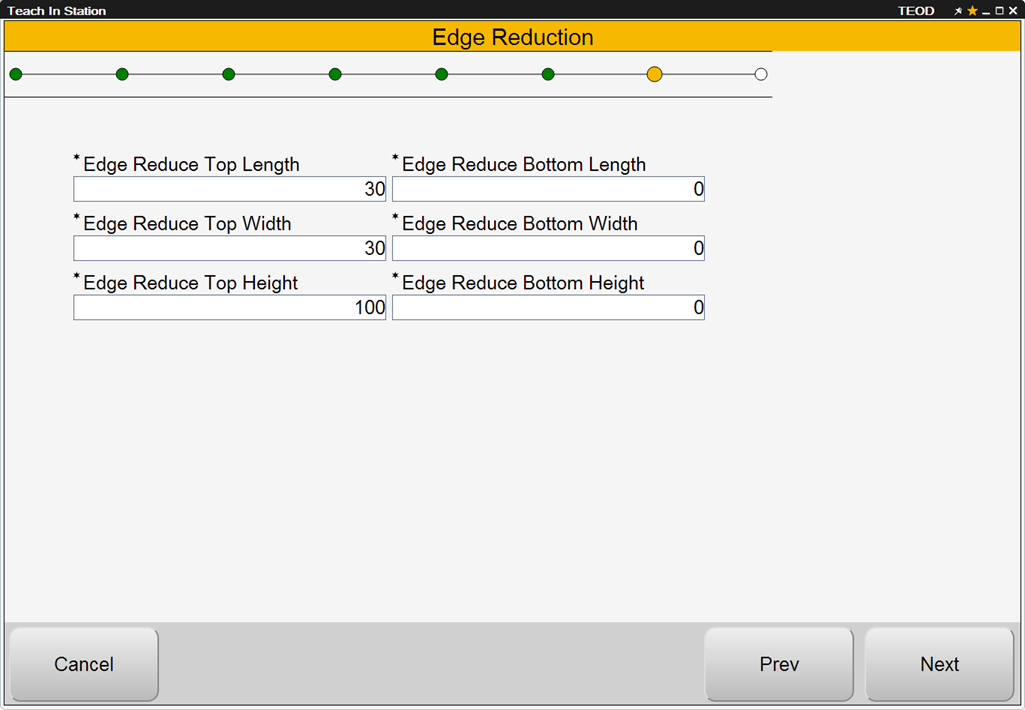 Teach In Station TEOD
Edge Reduction
* Edge Reduce Top Length * Edge Reduce Bottom Length
30 0
* Edge Reduce Top Width * Edge Reduce Bottom Width
30 0
* Edge Reduce Top Height * Edge Reduce Bottom Height
100 0
Cancel Prev Next